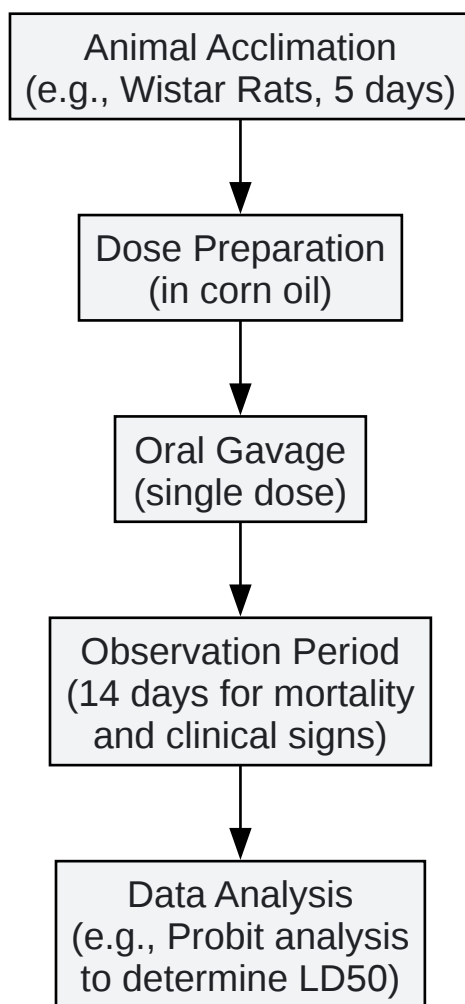 Animal Acclimation
(e.g., Wistar Rats, 5 days)
Dose Preparation
(in corn oil)
Oral Gavage
(single dose)
Observation Period
(14 days for mortality
and clinical signs)
Data Analysis
(e.g., Probit analysis
to determine LD50)